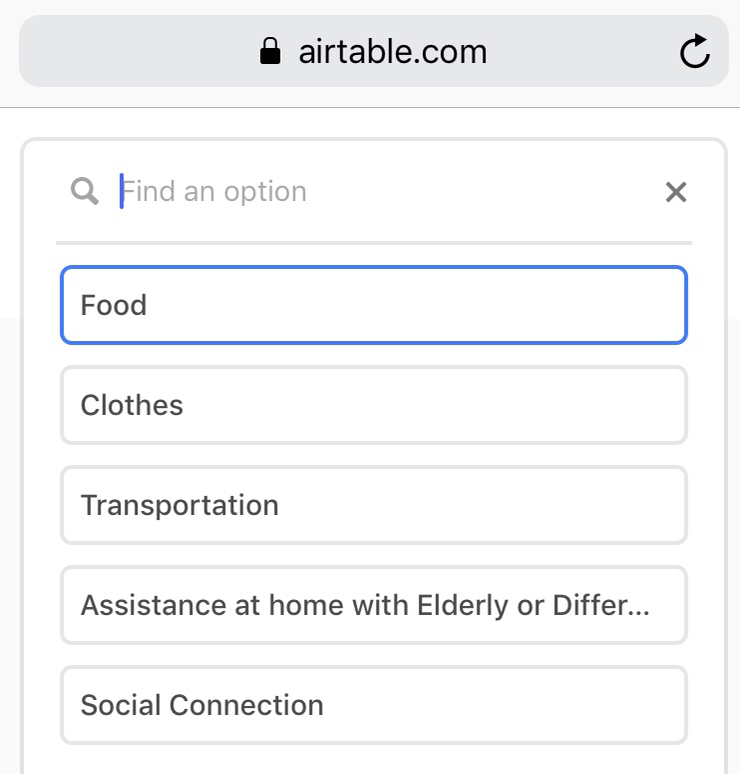 airtable.com
Find an option
Food
Clothes
Transportation
Assistance at home with Elderly or Differ...
Social Connection